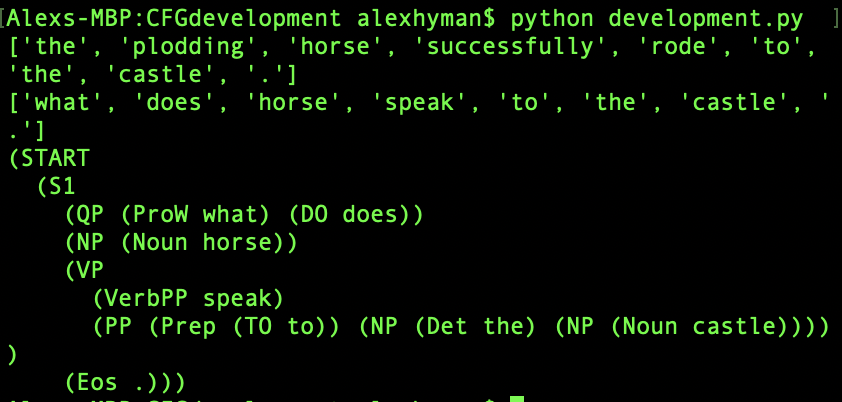 [Alexs-MBP:CFGdevelopment alexhyman$ python development.py ]
['the', 'plodding', 'horse', 'successfully', 'rode', 'to',
'the', 'castle', '.']
['what', 'does', 'horse', 'speak', 'to', 'the', 'castle', '
.']
(START
  (S1
    (QP (ProW what) (DO does))
    (NP (Noun horse))
    (VP
      (VerbPP speak)
      (PP (Prep (TO to)) (NP (Det the) (NP (Noun castle))))
)
    (Eos .)))